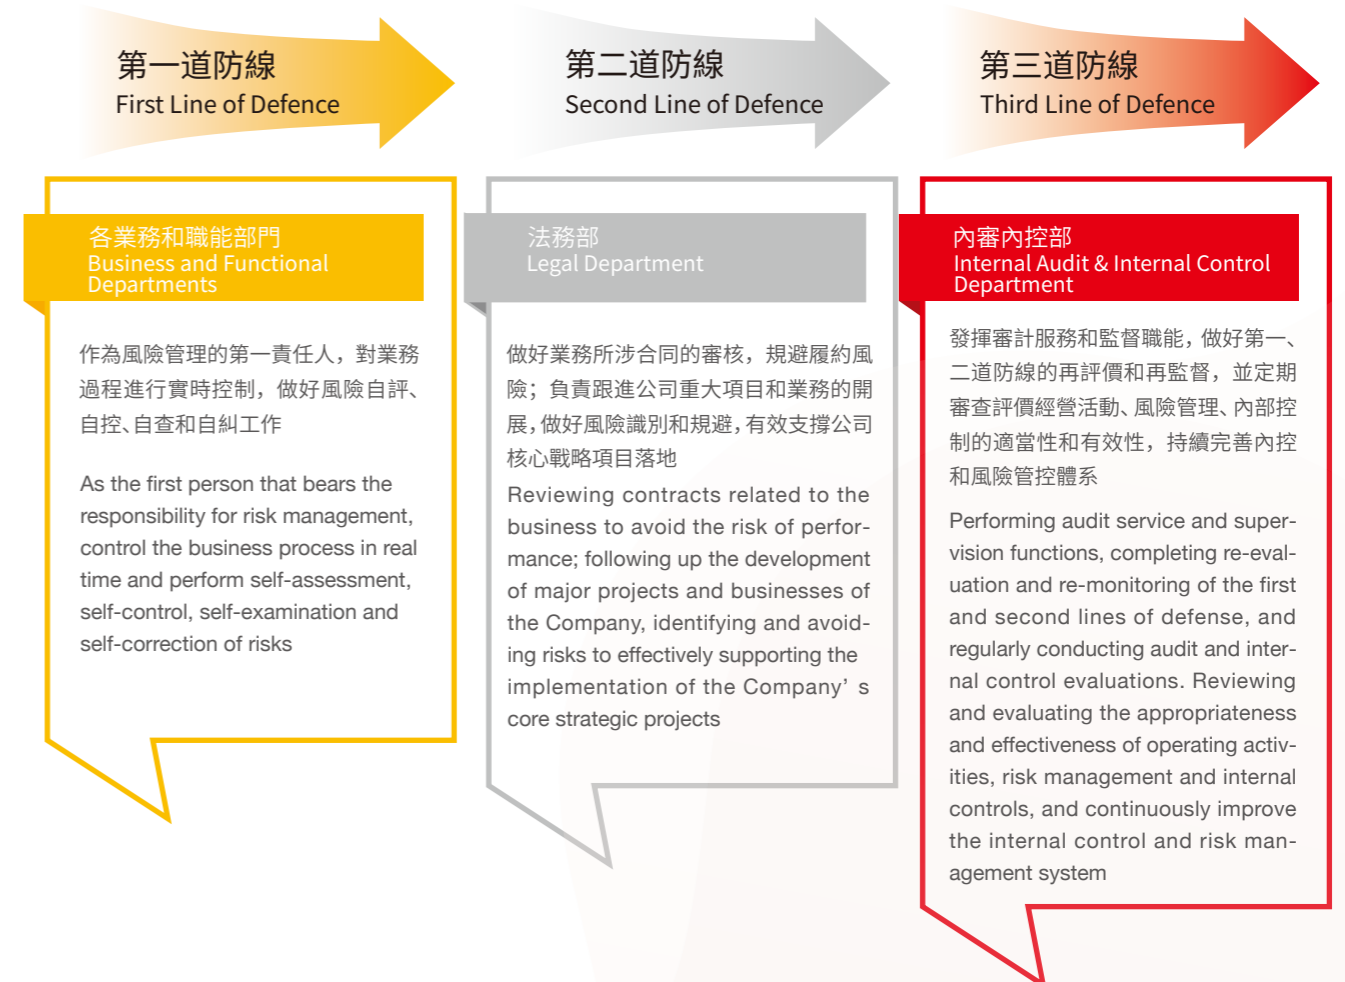 第一道防線
First Line of Defence
各業務和職能部門
Business and Functional
Departments
作為風險管理的第一責任人，對業務
過程進行實時控制，做好風險自評、
自控、自查和自糾工作
As the first person that bears the
responsibility for risk management,
control the business process in real
time and perform self-assessment,
self-control, self-examination and
self-correction of risks
第二道防線
Second Line of Defence
法務部
Legal Department
做好業務所涉合同的審核，規避履約風
險；負責跟進公司重大項目和業務的開
展，做好風險識別和規避，有效支撐公司
核心戰略項目落地
Reviewing contracts related to the
business to avoid the risk of perfor-
mance; following up the development
of major projects and businesses of
the Company, identifying and avoid-
ing risks to effectively supporting the
implementation of the Company’ s
core strategic projects
第三道防線
Third Line of Defence
內審內控部
Internal Audit & Internal Control
Department
發揮審計服務和監督職能，做好第一、
二道防線的再評價和再監督，並定期
審查評價經營活動、風險管理、內部控
制的適當性和有效性，持續完善內控
和風險管控體系
Performing audit service and super-
vision functions, completing re-eval-
uation and re-monitoring of the first
and second lines of defense, and
regularly conducting audit and inter-
nal control evaluations. Reviewing
and evaluating the appropriateness
and effectiveness of operating activ-
ities, risk management and internal
controls, and continuously improve
the internal control and risk man-
agement system